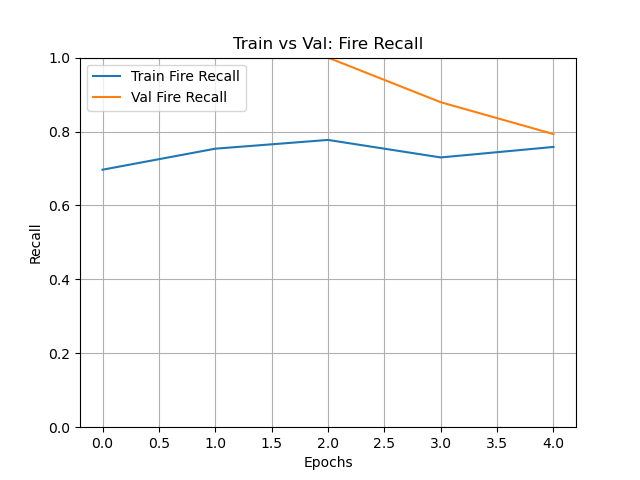 Train vs Val: Fire Recall
Train Fire Recall
Val Fire Recall
Recall
1.0
0.8
0.6
0.4
0.2
0.0
0.0 0.5 1.0 1.5 2.0 2.5 3.0 3.5 4.0
Epochs